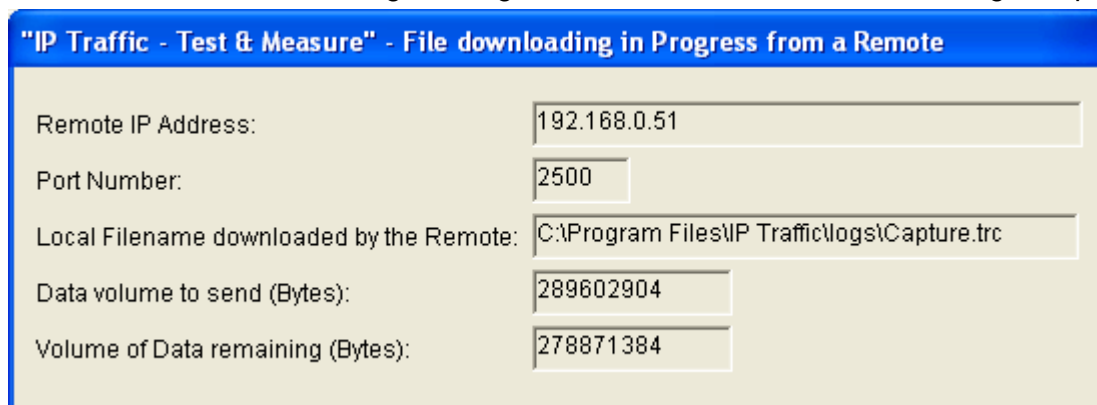 "IP Traffic - Test & Measure" - File downloading in Progress from a Remote
Remote IP Address: 192.168.0.51
Port Number: 2500
Local Filename downloaded by the Remote: C:\Program Files\IP Traffic\logs\Capture.trc
Data volume to send (Bytes): 289602904
Volume of Data remaining (Bytes): 278871384